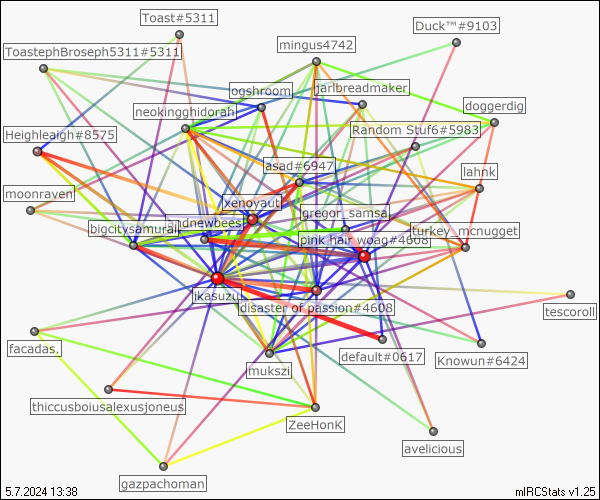 Toast#5311
Duck™#9103
ToastephBroseph5311#5311
mingus4742
ogshroom
jarlbreadmaker
neokingghidorah
doggerdig
Heighleaigh#8575
Random Stuf6#5983
asad#6947
lahnk
moonraven
xenoyaut
gregor_samsa
bigcitysamurai
dnewbees
pink hair woag#4608
turkey_mcnugget
Ikasuzu
disaster of passion#4608
tescoroll
facadas.
default#0617
Knowun#6424
mukszi
thiccusboiusalexusjoneus
ZeeHonK
avelicious
gazpachoman
5.7.2024 13:38
mIRCStats v1.25